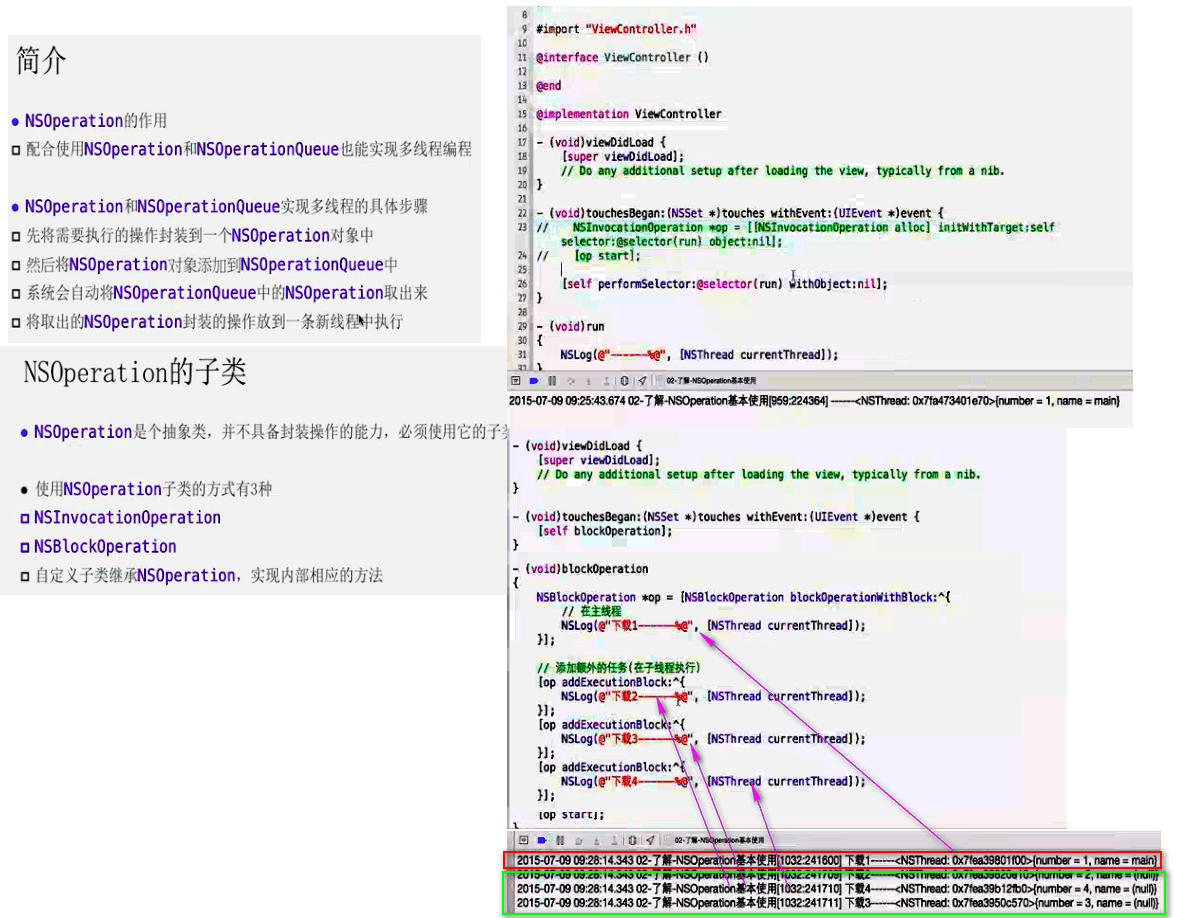 简介
NSOperation的作用
配合使用NSOperation和NSOperationQueue也能实现多线程编程
NSOperation和NSOperationQueue实现多线程的具体步骤
先将需要执行的操作封装到一个NSOperation对象中
然后将NSOperation对象添加到NSOperationQueue中
系统会自动将NSOperationQueue中的NSOperation取出来
将取出的NSOperation封装的操作放到一条新线程中执行
NSOperation的子类
NSOperation是个抽象类，并不具备封装操作的能力，必须使用它的子类
使用NSOperation子类的方式有3种
NSInvocationOperation
NSBlockOperation
自定义子类继承NSOperation，实现内部相应的方法
8
9 #import "ViewController.h"
10
11 @interface ViewController ()
12
13 @end
14
15 @implementation ViewController
16
17 - (void)viewDidLoad {
18 [super viewDidLoad];
19 // Do any additional setup after loading the view, typically from a nib.
20 }
21
22 - (void)touchesBegan:(NSSet *)touches withEvent:(UIEvent *)event {
23 // NSInvocationOperation *op = [[NSInvocationOperation alloc] initWithTarget:self
selector:@selector(run) object:nil];
24 // [op start];
25
26 [self performSelector:@selector(run) withObject:nil];
27 }
28
29 - (void)run
30 {
31 NSLog(@"------%@", [NSThread currentThread]);
}
02-了解-NSOperation基本使用
2015-07-09 09:25:43.674 02-了解-NSOperation基本使用[959:224364] ------<NSThread: 0x7fa473401e70>{number = 1, name = main}
- (void)viewDidLoad {
[super viewDidLoad];
// Do any additional setup after loading the view, typically from a nib.
}
- (void)touchesBegan:(NSSet *)touches withEvent:(UIEvent *)event {
[self blockOperation];
}
- (void)blockOperation
{
NSBlockOperation *op = [NSBlockOperation blockOperationWithBlock:^{
// 在主线程
NSLog(@"下载1------%@", [NSThread currentThread]);
}];
// 添加额外的任务(在子线程执行)
[op addExecutionBlock:^{
NSLog(@"下载2------%@", [NSThread currentThread]);
}];
[op addExecutionBlock:^{
NSLog(@"下载3------%@", [NSThread currentThread]);
}];
[op addExecutionBlock:^{
NSLog(@"下载4------%@", [NSThread currentThread]);
}];
[op start];
}
02-了解-NSOperation基本使用
2015-07-09 09:28:14.343 02-了解-NSOperation基本使用[1032:241600] 下载1------<NSThread: 0x7fea39801f00>{number = 1, name = main}
2015-07-09 09:28:14.343 02-了解-NSOperation基本使用[1032:241709] 下载2------<NSThread: {number = 2, name = (null)}
2015-07-09 09:28:14.343 02-了解-NSOperation基本使用[1032:241710] 下载4------<NSThread: 0x7fea39b12fb0>{number = 4, name = (null)}
2015-07-09 09:28:14.343 02-了解-NSOperation基本使用[1032:241711] 下载3------<NSThread: 0x7fea3950c570>{number = 3, name = (null)}